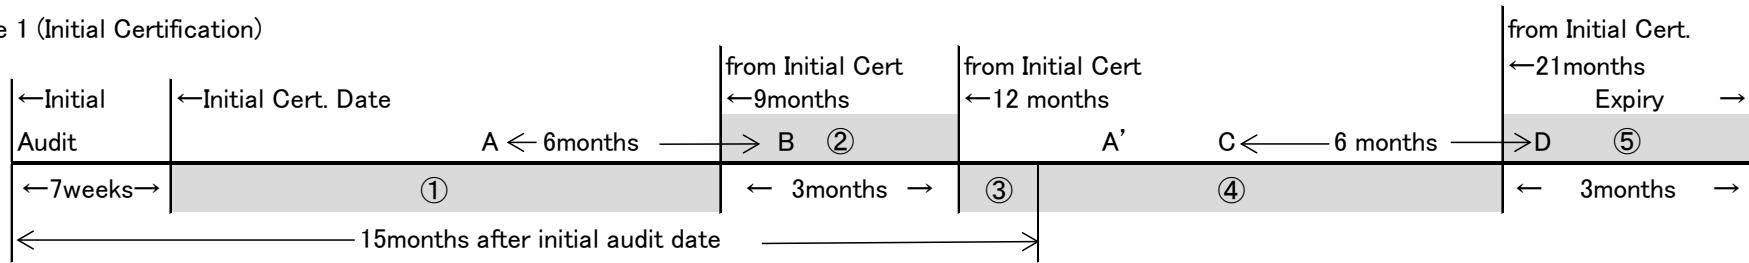 e 1 (Initial Certification)
from Initial Cert.
←21months
Expiry →
from Initial Cert
←9months
from Initial Cert
←12 months
←Initial
Audit
←Initial Cert. Date
A ← 6months → B ②
A’
C ← 6 months → D ⑤
←7weeks→
①
← 3months →
③
④
← 3months →
15months after initial audit date